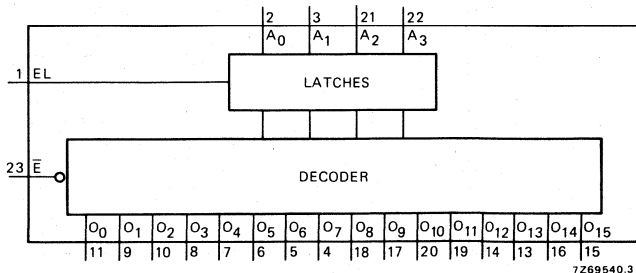 2 3 21 22
A0 A1 A2 A3
1 EL
LATCHES
23 E̅
DECODER
O0 O1 O2 O3 O4 O5 O6 O7 O8 O9 O10 O11 O12 O13 O14 O15
11 9 10 8 7 6 5 4 18 17 20 19 14 13 16 15
7Z69540.3